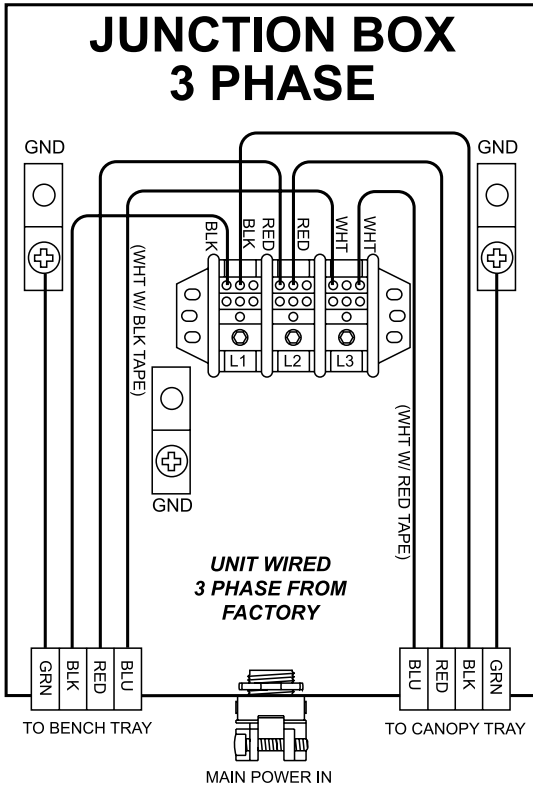 JUNCTION BOX
3 PHASE
GND
GND
BLK
BLK
RED
RED
WHT
WHT
(WHT W/ BLK TAPE)
L1
L2
L3
GND
(WHT W/ RED TAPE)
UNIT WIRED
3 PHASE FROM
FACTORY
GRN
BLK
RED
BLU
BLU
RED
BLK
GRN
TO BENCH TRAY
TO CANOPY TRAY
MAIN POWER IN